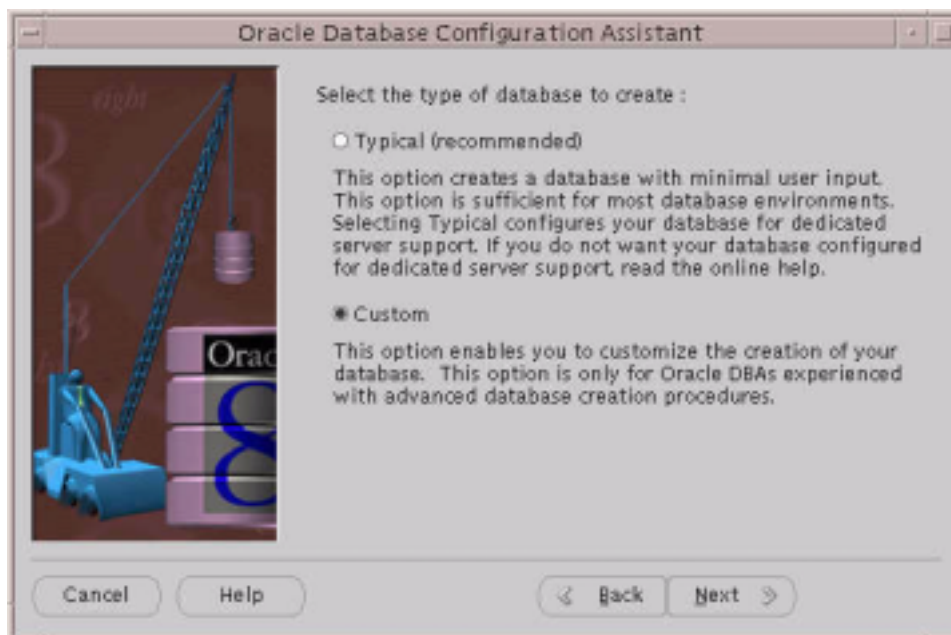 Oracle Database Configuration Assistant
eight
8
Select the type of database to create :
Typical (recommended)
This option creates a database with minimal user input.
This option is sufficient for most database environments.
Selecting Typical configures your database for dedicated
server support. If you do not want your database configured
for dedicated server support, read the online help.
8
Custom
Orac
8
This option enables you to customize the creation of your
database. This option is only for Oracle DBAs experienced
with advanced database creation procedures.
Cancel
Help
Back
Next